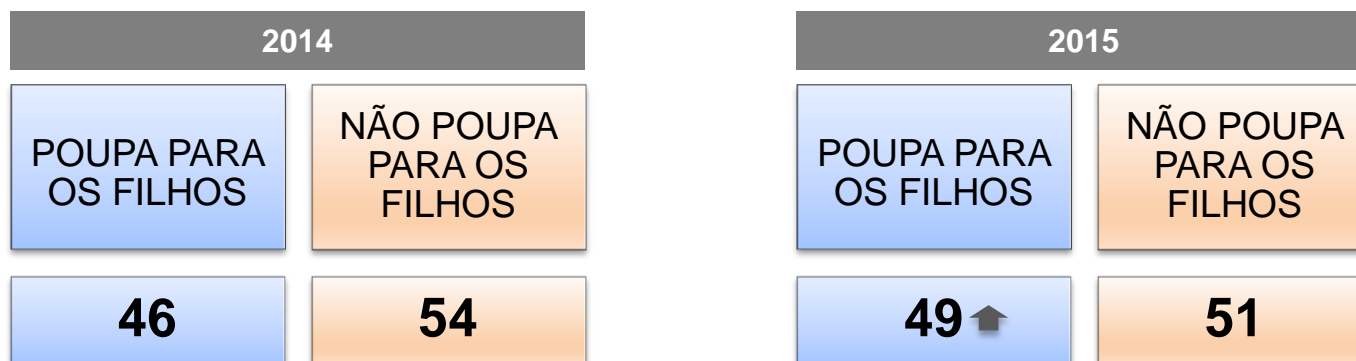 2014
POUPA PARA
OS FILHOS
NÃO POUPA
PARA OS
FILHOS
46
54
2015
POUPA PARA
OS FILHOS
NÃO POUPA
PARA OS
FILHOS
49
51